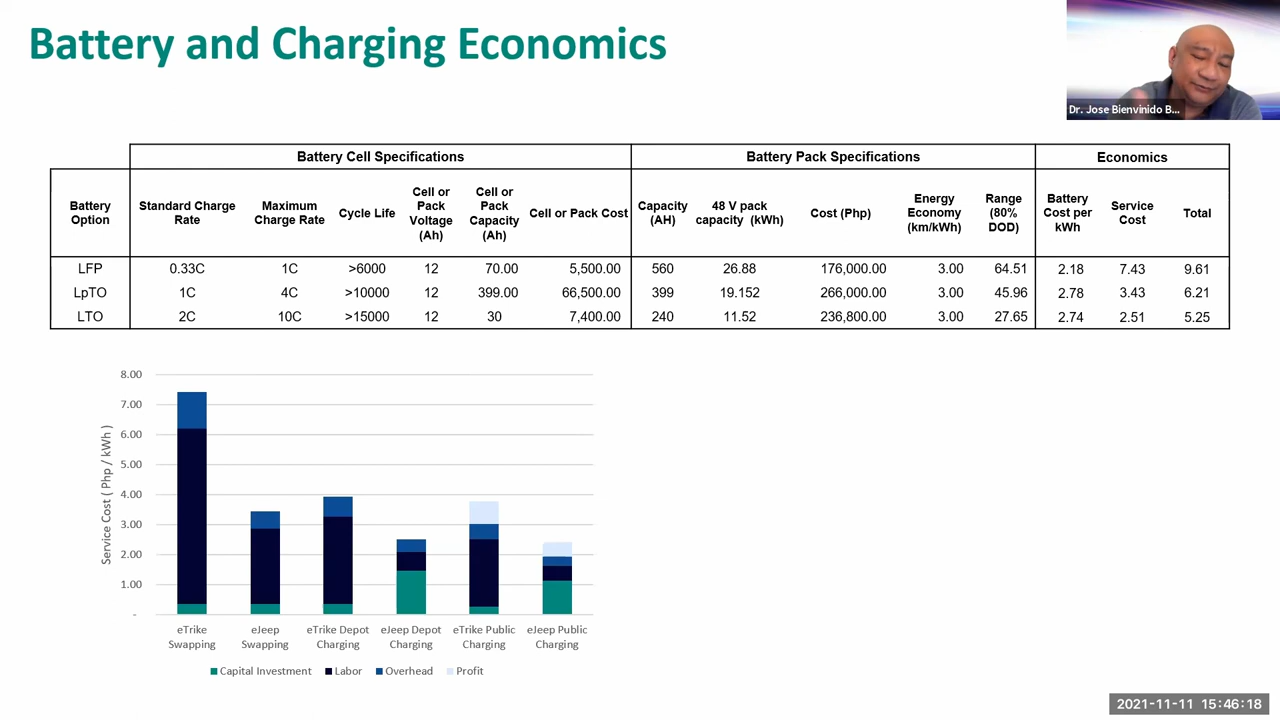 Battery and Charging Economics
Dr. Jose Bienvinido B...
Battery Cell Specifications Battery Pack Specifications Economics
Battery Option Standard Charge Rate Maximum Charge Rate Cycle Life Cell or Pack Voltage (Ah) Cell or Pack Capacity (Ah) Cell or Pack Cost Capacity (AH) 48 V pack capacity (kWh) Cost (Php) Energy Economy (km/kWh) Range (80% DOD) Battery Cost per kWh Service Cost Total
LFP 0.33C 1C >6000 12 70.00 5,500.00 560 26.88 176,000.00 3.00 64.51 2.18 7.43 9.61
LpTO 1C 4C >10000 12 399.00 66,500.00 399 19.152 266,000.00 3.00 45.96 2.78 3.43 6.21
LTO 2C 10C >15000 12 30 7,400.00 240 11.52 236,800.00 3.00 27.65 2.74 2.51 5.25
Service Cost ( Php / kWh )
8.00
7.00
6.00
5.00
4.00
3.00
2.00
1.00
-
eTrike Swapping eJeep Swapping eTrike Depot Charging eJeep Depot Charging eTrike Public Charging eJeep Public Charging
Capital Investment Labor Overhead Profit
2021-11-11 15:46:18